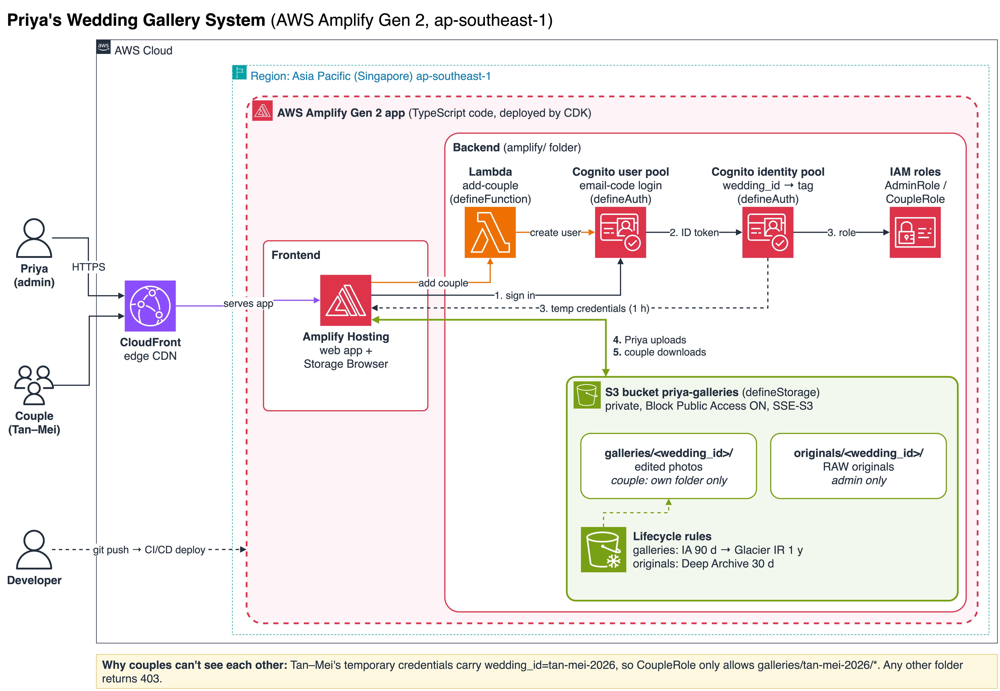 Priya's Wedding Gallery System (AWS Amplify Gen 2, ap-southeast-1)
aws
AWS Cloud
Region: Asia Pacific (Singapore) ap-southeast-1
AWS Amplify Gen 2 app (TypeScript code, deployed by CDK)
Backend (amplify/ folder)
Lambda
add-couple
(defineFunction)
Cognito user pool
email-code login
(defineAuth)
Cognito identity pool
wedding_id → tag
(defineAuth)
IAM roles
AdminRole /
CoupleRole
create user
2. ID token
3. role
Priya
(admin)
HTTPS
Frontend
add couple
1. sign in
serves app
3. temp credentials (1 h)
CloudFront
edge CDN
Amplify Hosting
web app +
Storage Browser
4. Priya uploads
5. couple downloads
Couple
(Tan–Mei)
S3 bucket priya-galleries (defineStorage)
private, Block Public Access ON, SSE-S3
galleries/<wedding_id>/
edited photos
couple: own folder only
originals/<wedding_id>/
RAW originals
admin only
Lifecycle rules
galleries: IA 90 d → Glacier IR 1 y
originals: Deep Archive 30 d
git push → CI/CD deploy
Developer
Why couples can't see each other: Tan–Mei's temporary credentials carry wedding_id=tan-mei-2026, so CoupleRole only allows galleries/tan-mei-2026/*. Any other folder
returns 403.